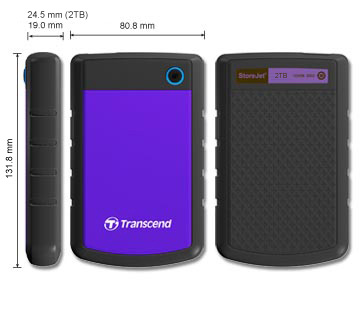 24.5 mm (2TB)
19.0 mm
80.8 mm
131.8 mm
Transcend
StoreJet
2TB